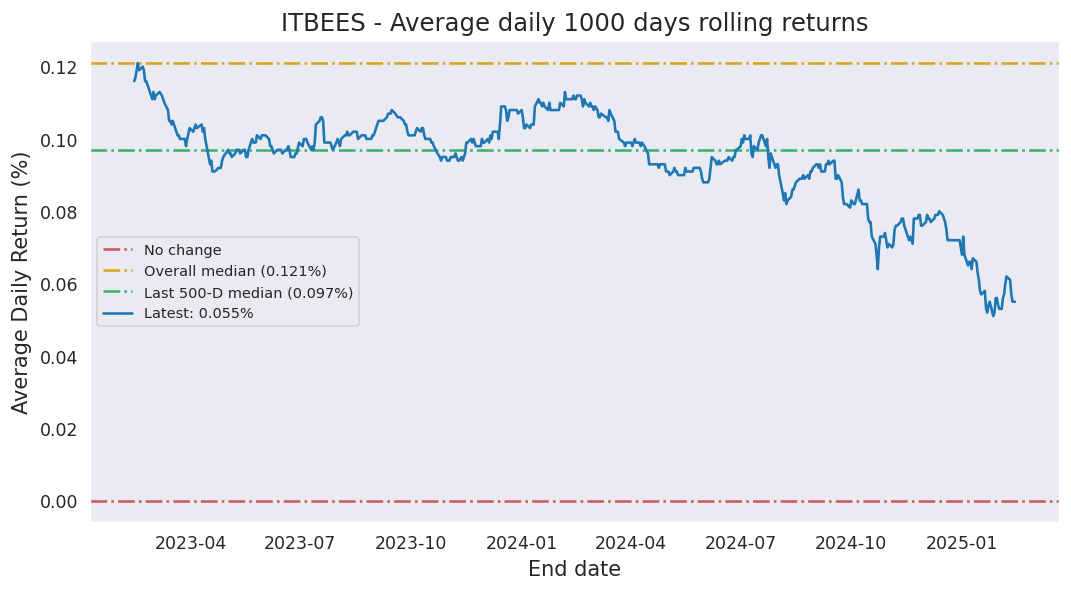 ITBEES - Average daily 1000 days rolling returns
Average Daily Return (%)
0.12
0.10
0.08
0.06
0.04
0.02
0.00
No change
Overall median (0.121%)
Last 500-D median (0.097%)
Latest: 0.055%
2023-04 2023-07 2023-10 2024-01 2024-04 2024-07 2024-10 2025-01
End date